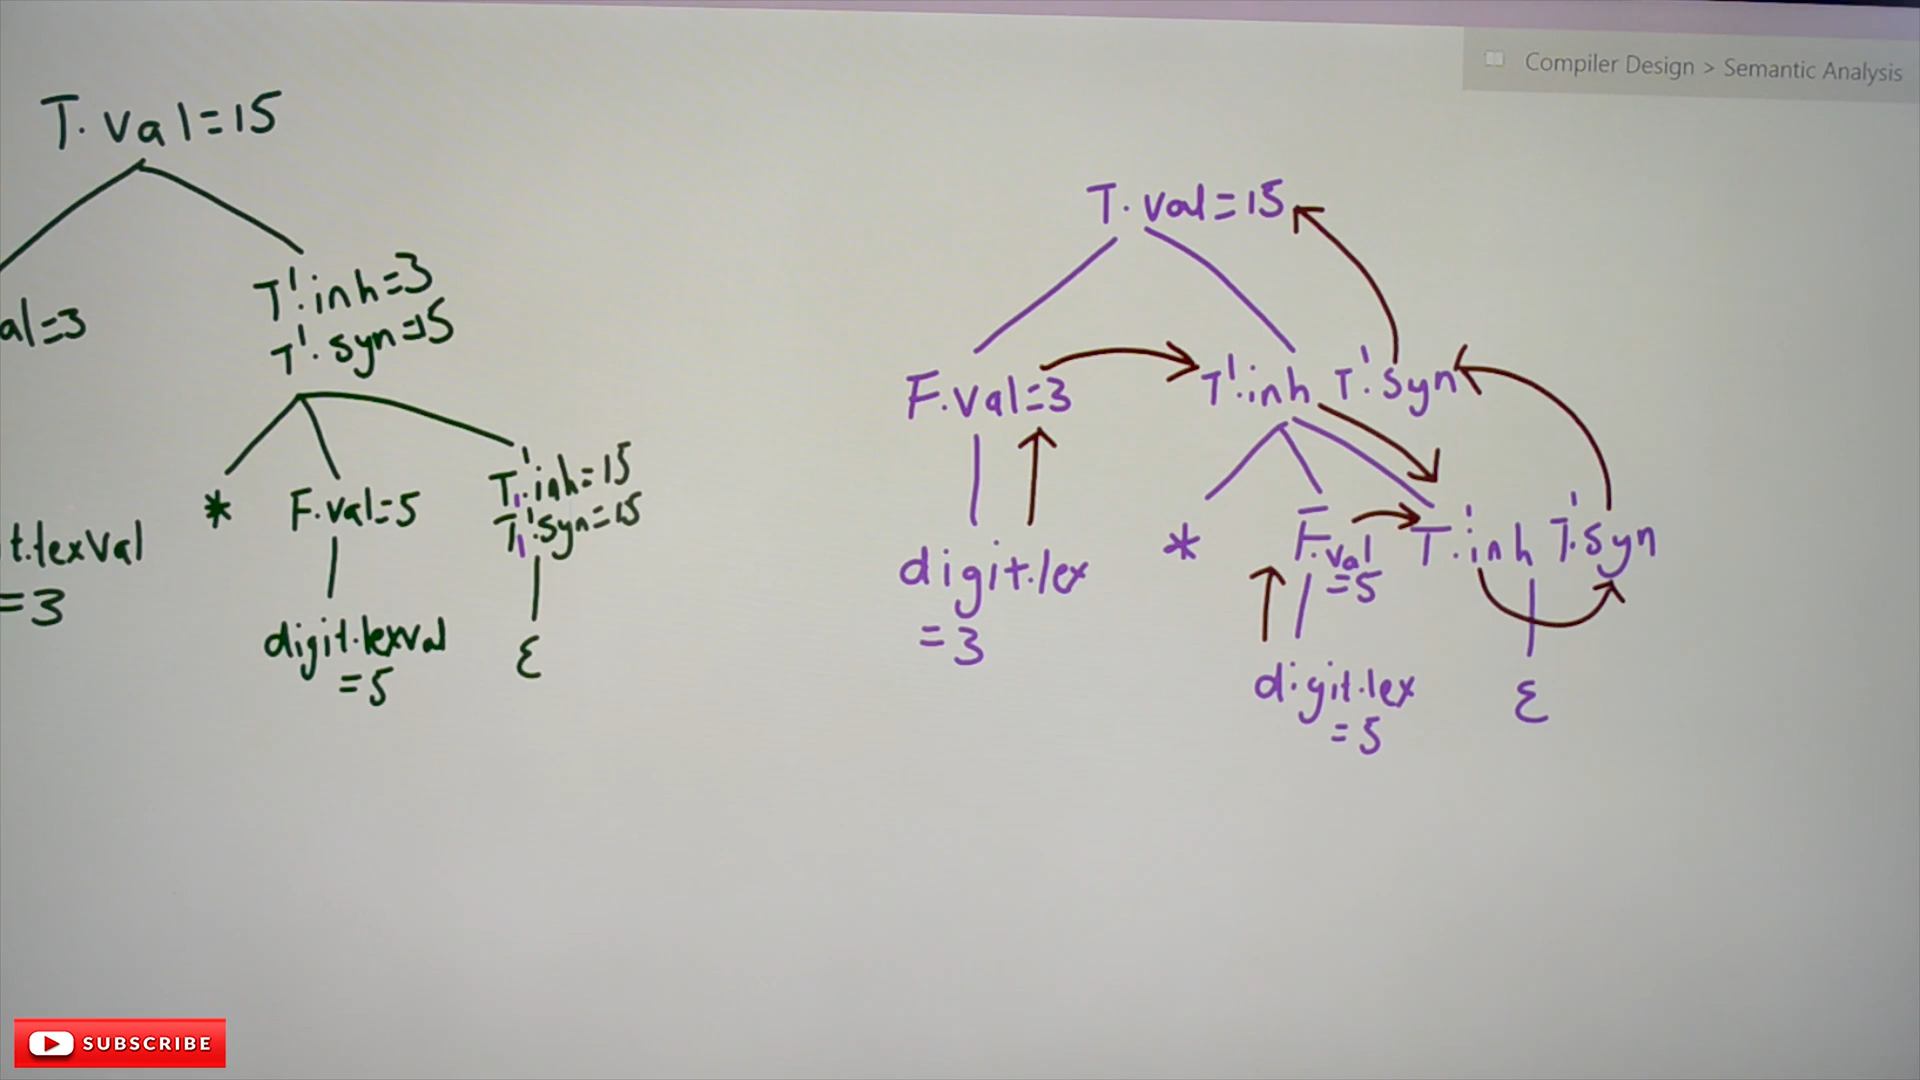 Compiler Design > Semantic Analysis
T.val=15
T'.inh=3
T'.syn=15
al=3
* F.val=5
T₁'.inh=15
T₁'.syn=15
t.lexval
=3
digit.lexval
=5
ε
T.val=15
F.val=3 T'.inh T'.syn
digit.lex
=3
* F.val
=5
T'.inh T'.syn
digit.lex
=5
ε
SUBSCRIBE